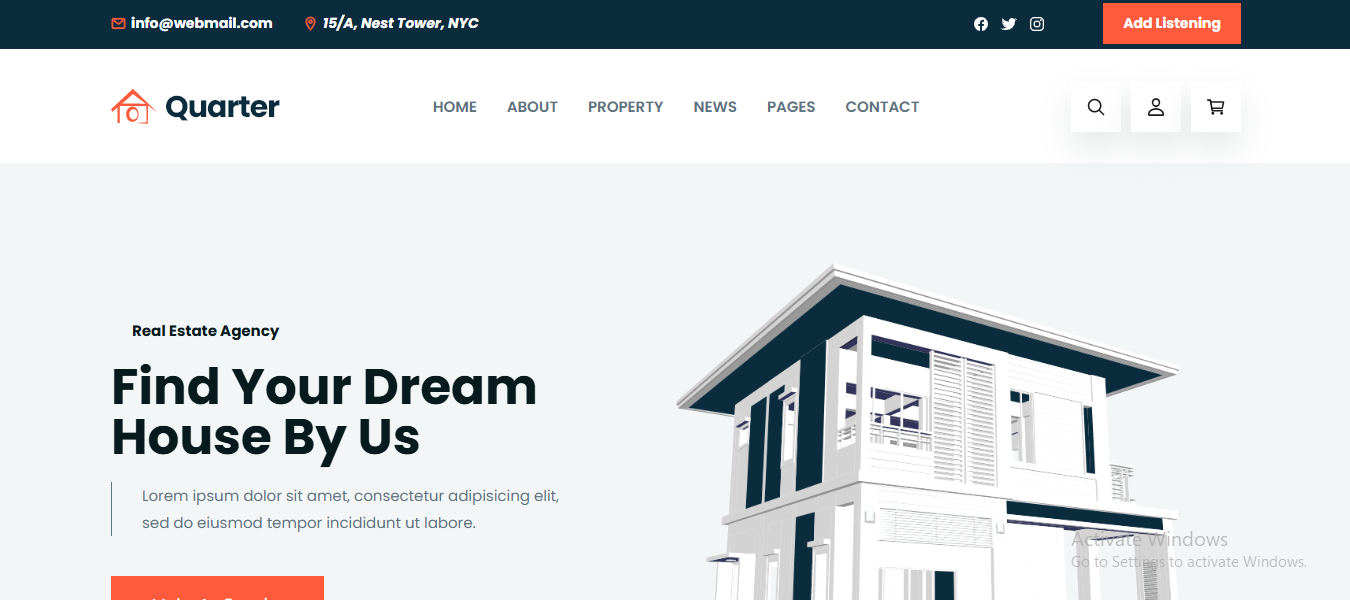 info@webmail.com
15/A, Nest Tower, NYC
Add Listening
Quarter
HOME
ABOUT
PROPERTY
NEWS
PAGES
CONTACT
Real Estate Agency
Find Your Dream
House By Us
Lorem ipsum dolor sit amet, consectetur adipisicing elit,
sed do eiusmod tempor incididunt ut labore.
Activate Windows
Go to Settings to activate Windows.